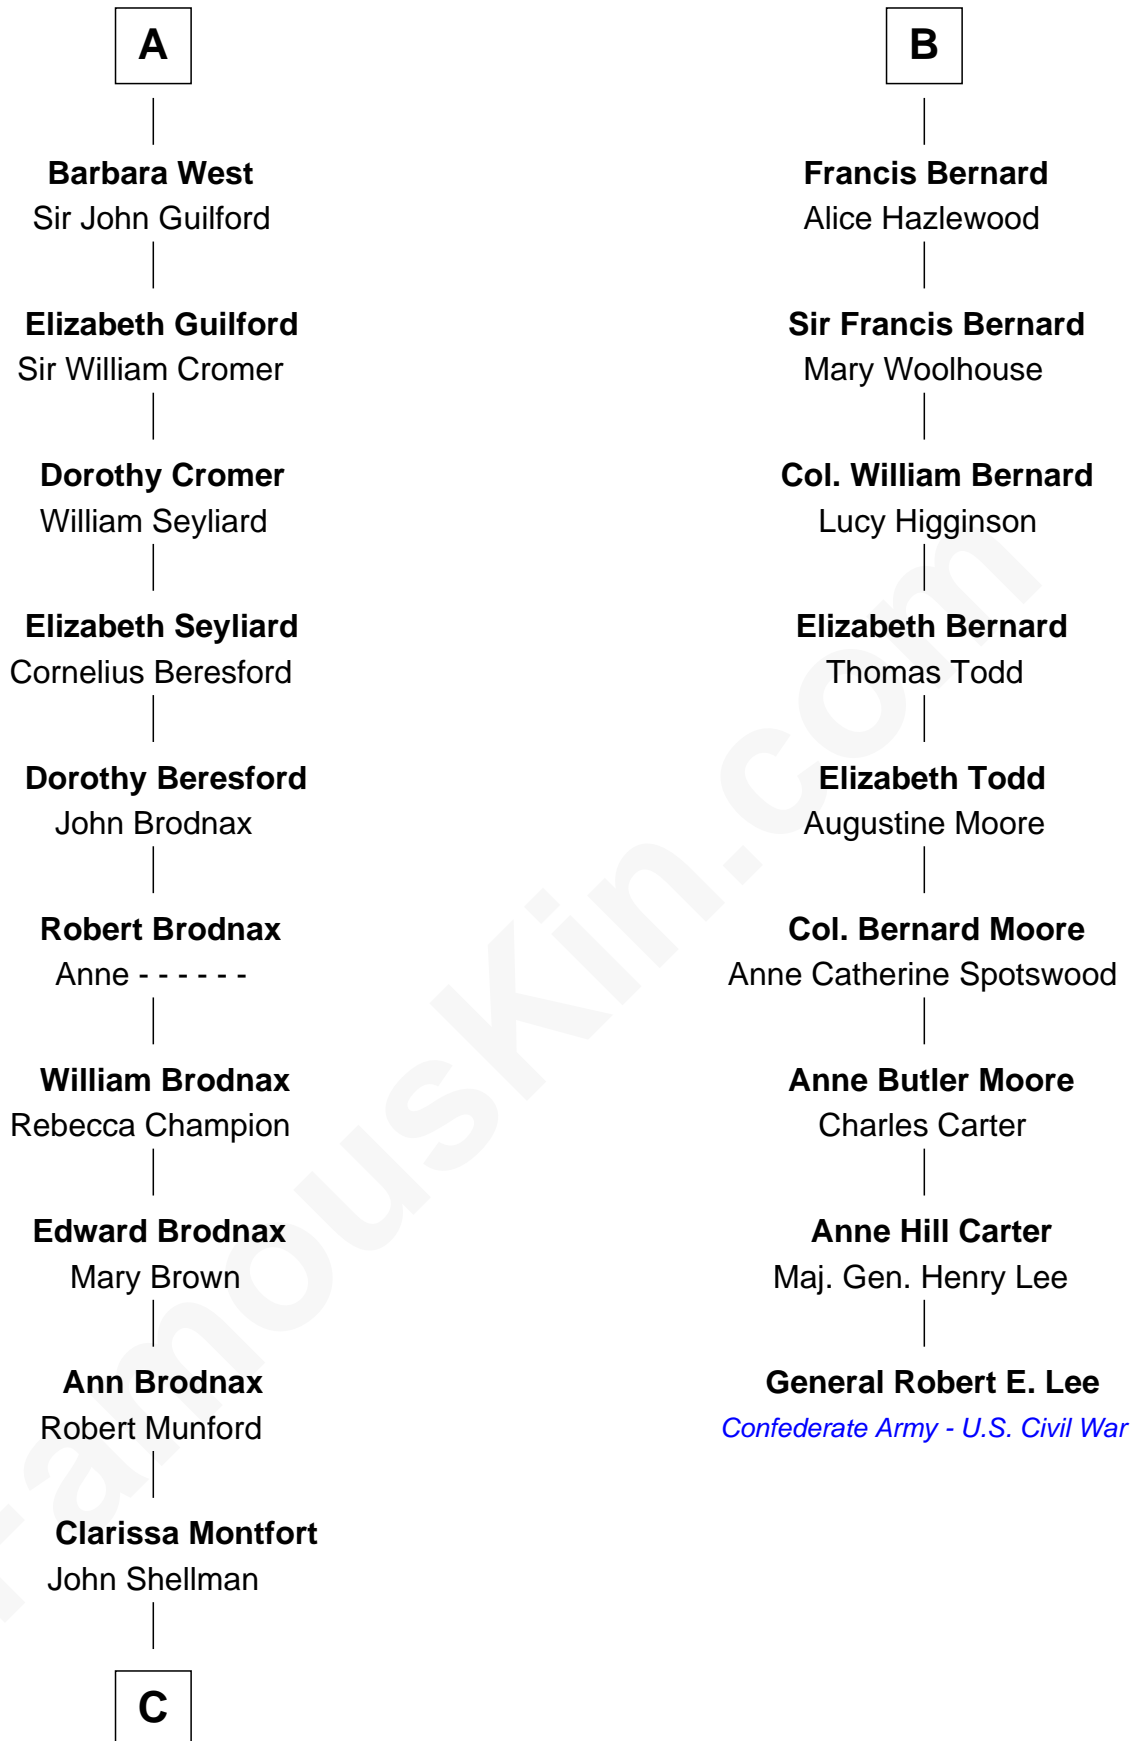 A
Barbara West
Sir John Guilford
Elizabeth Guilford
Sir William Cromer
Dorothy Cromer
William Seyliard
Elizabeth Seyliard
Cornelius Beresford
Dorothy Beresford
John Brodnax
Robert Brodnax
Anne - - - - - -
William Brodnax
Rebecca Champion
Edward Brodnax
Mary Brown
Ann Brodnax
Robert Munford
Clarissa Montfort
John Shellman
C
B
Francis Bernard
Alice Hazlewood
Sir Francis Bernard
Mary Woolhouse
Col. William Bernard
Lucy Higginson
Elizabeth Bernard
Thomas Todd
Elizabeth Todd
Augustine Moore
Col. Bernard Moore
Anne Catherine Spotswood
Anne Butler Moore
Charles Carter
Anne Hill Carter
Maj. Gen. Henry Lee
General Robert E. Lee
Confederate Army - U.S. Civil War
FamousKin.com